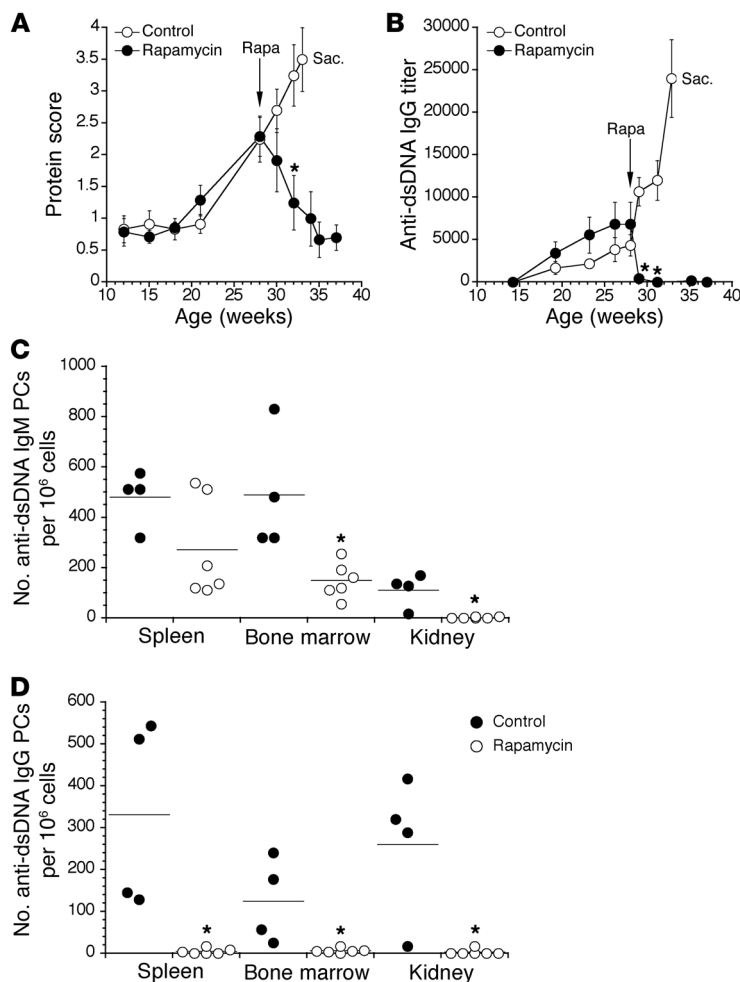 A
Control
Rapamycin
Rapa
Sac.
Protein score
4
3.5
3
2.5
2
1.5
1
0.5
0
10 15 20 25 30 35 40
Age (weeks)
B
Control
Rapamycin
Rapa
Sac.
Anti-dsDNA IgG titer
30000
25000
20000
15000
10000
5000
0
* *
10 15 20 25 30 35 40
Age (weeks)
C
No. anti-dsDNA IgM PCs
per 10⁶ cells
1000
800
600
400
200
0
* *
Spleen Bone marrow Kidney
D
No. anti-dsDNA IgG PCs
per 10⁶ cells
600
500
400
300
200
100
0
Control
Rapamycin
* * *
Spleen Bone marrow Kidney